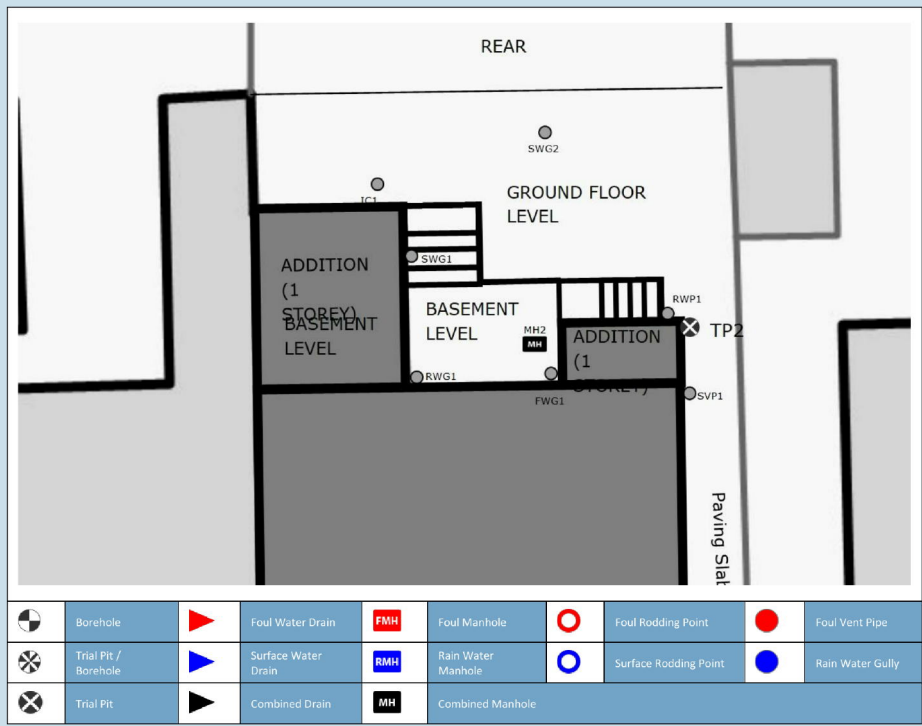 REAR
SWG2
IC1
GROUND FLOOR
LEVEL
SWG1
ADDITION
(1
STOREY)
BASEMENT
LEVEL
BASEMENT
LEVEL
RWP1
MH2
MH
ADDITION
(1
STOREY)
TP2
RWG1
FWG1
SVP1
Paving Slab
Borehole
Foul Water Drain
FMH
Foul Manhole
Foul Rodding Point
Foul Vent Pipe
Trial Pit /
Borehole
Surface Water
Drain
RMH
Rain Water
Manhole
Surface Rodding Point
Rain Water Gully
Trial Pit
Combined Drain
MH
Combined Manhole